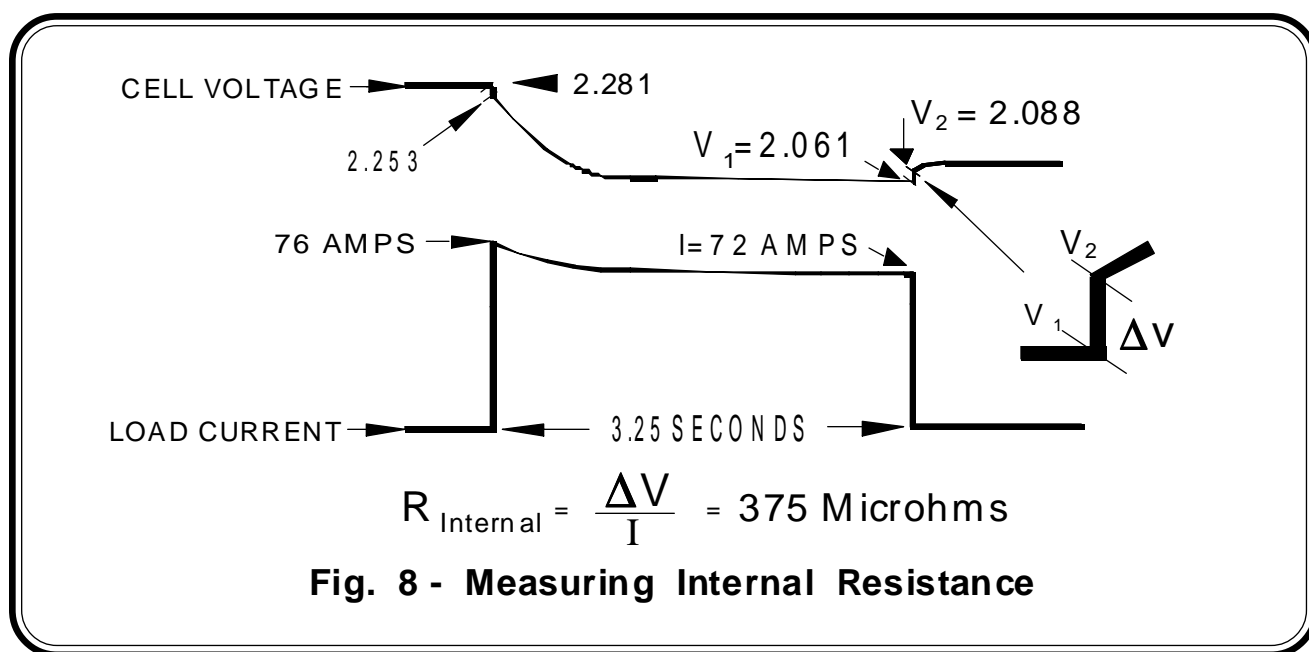 CELL VOLTAGE
2.281
2.253
V1=2.061
V2 = 2.088
76 AMPS
I=72 AMPS
V2
V1
ΔV
LOAD CURRENT
3.25 SECONDS
R Internal = ΔV/I = 375 Microhms
Fig. 8 - Measuring Internal Resistance